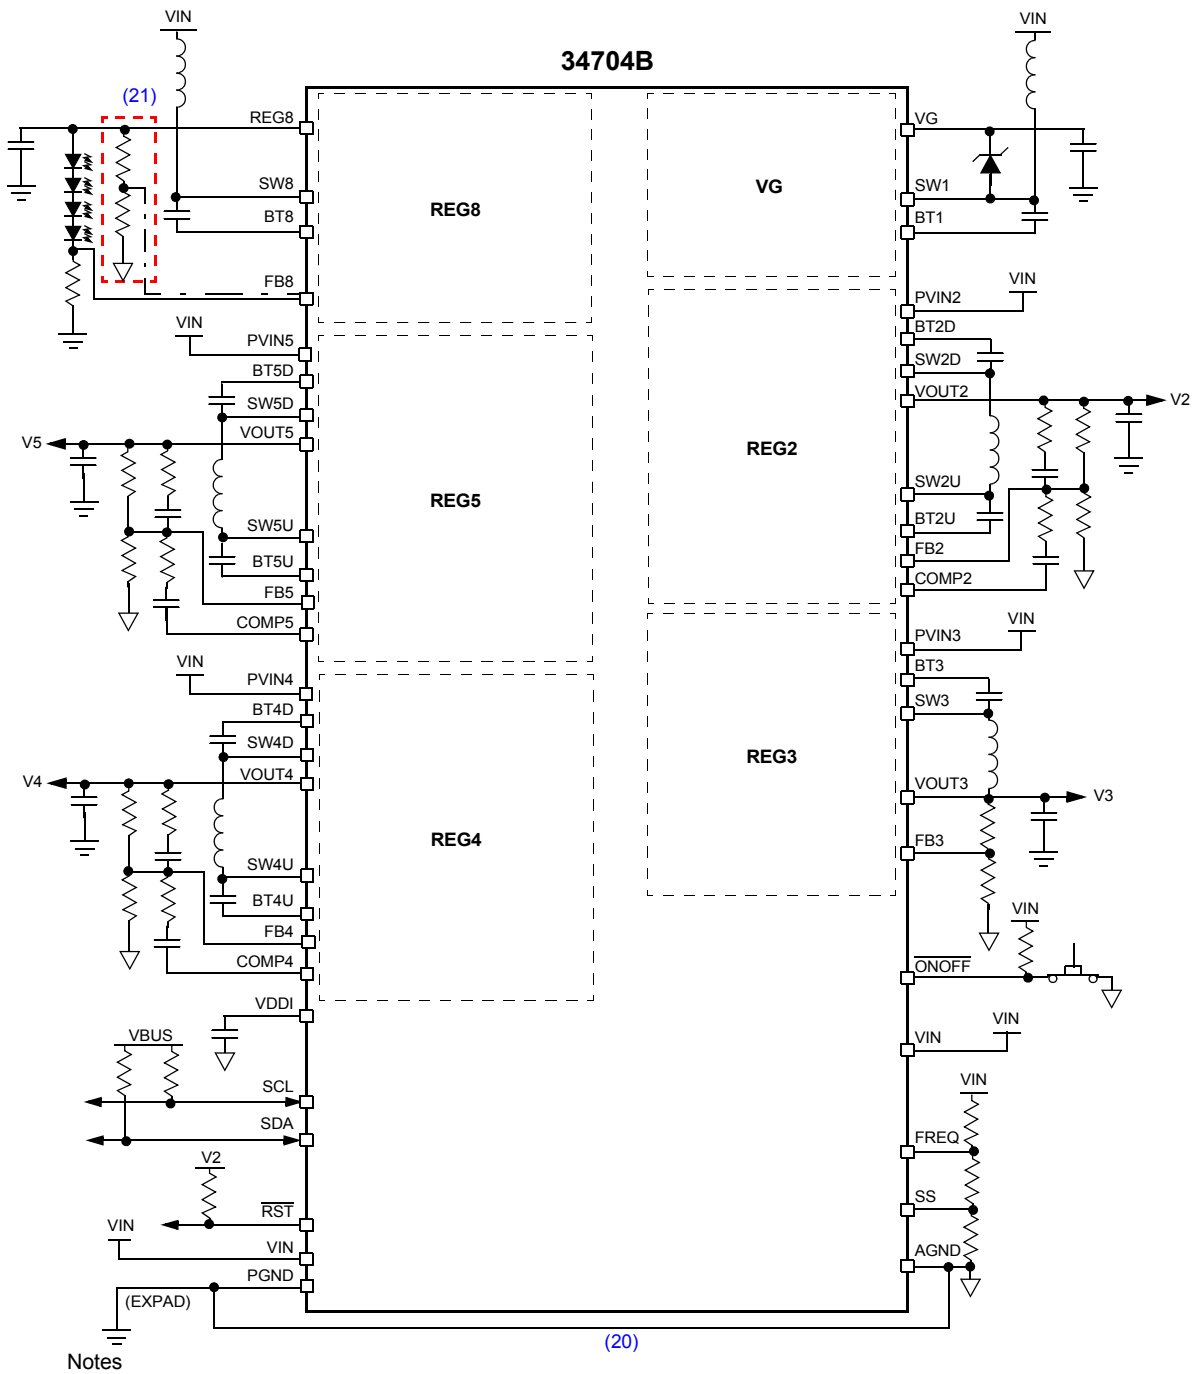 VIN
VIN
34704B
(21)
REG8
SW8
BT8
FB8
REG8
VG
VG
SW1
BT1
VIN
PVIN5
BT5D
SW5D
VOUT5
V5
SW5U
BT5U
FB5
COMP5
REG5
VIN
PVIN2
BT2D
SW2D
VOUT2
V2
REG2
SW2U
BT2U
FB2
COMP2
VIN
PVIN4
BT4D
SW4D
VOUT4
V4
SW4U
BT4U
FB4
COMP4
REG4
VIN
PVIN3
BT3
SW3
REG3
VOUT3
V3
FB3
VIN
ONOFF
VDDI
VBUS
SCL
SDA
V2
RST
VIN
VIN
PGND
(EXPAD)
VIN
VIN
VIN
FREQ
SS
AGND
(20)
Notes